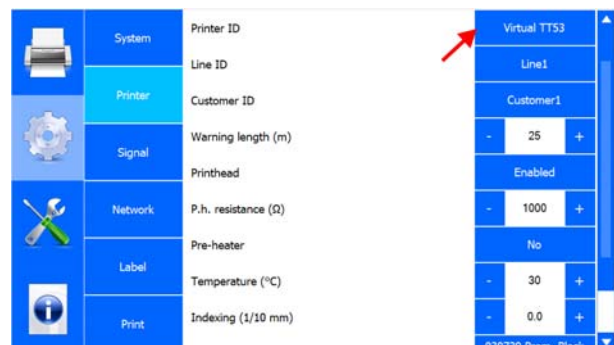 System
Printer
Signal
Network
Label
Print
Printer ID Virtual TT53
Line ID Line1
Customer ID Customer1
Warning length (m) - 25 +
Printhead Enabled
P.h. resistance (Ω) - 1000 +
Pre-heater No
Temperature (°C) - 30 +
Indexing (1/10 mm) - 0.0 +